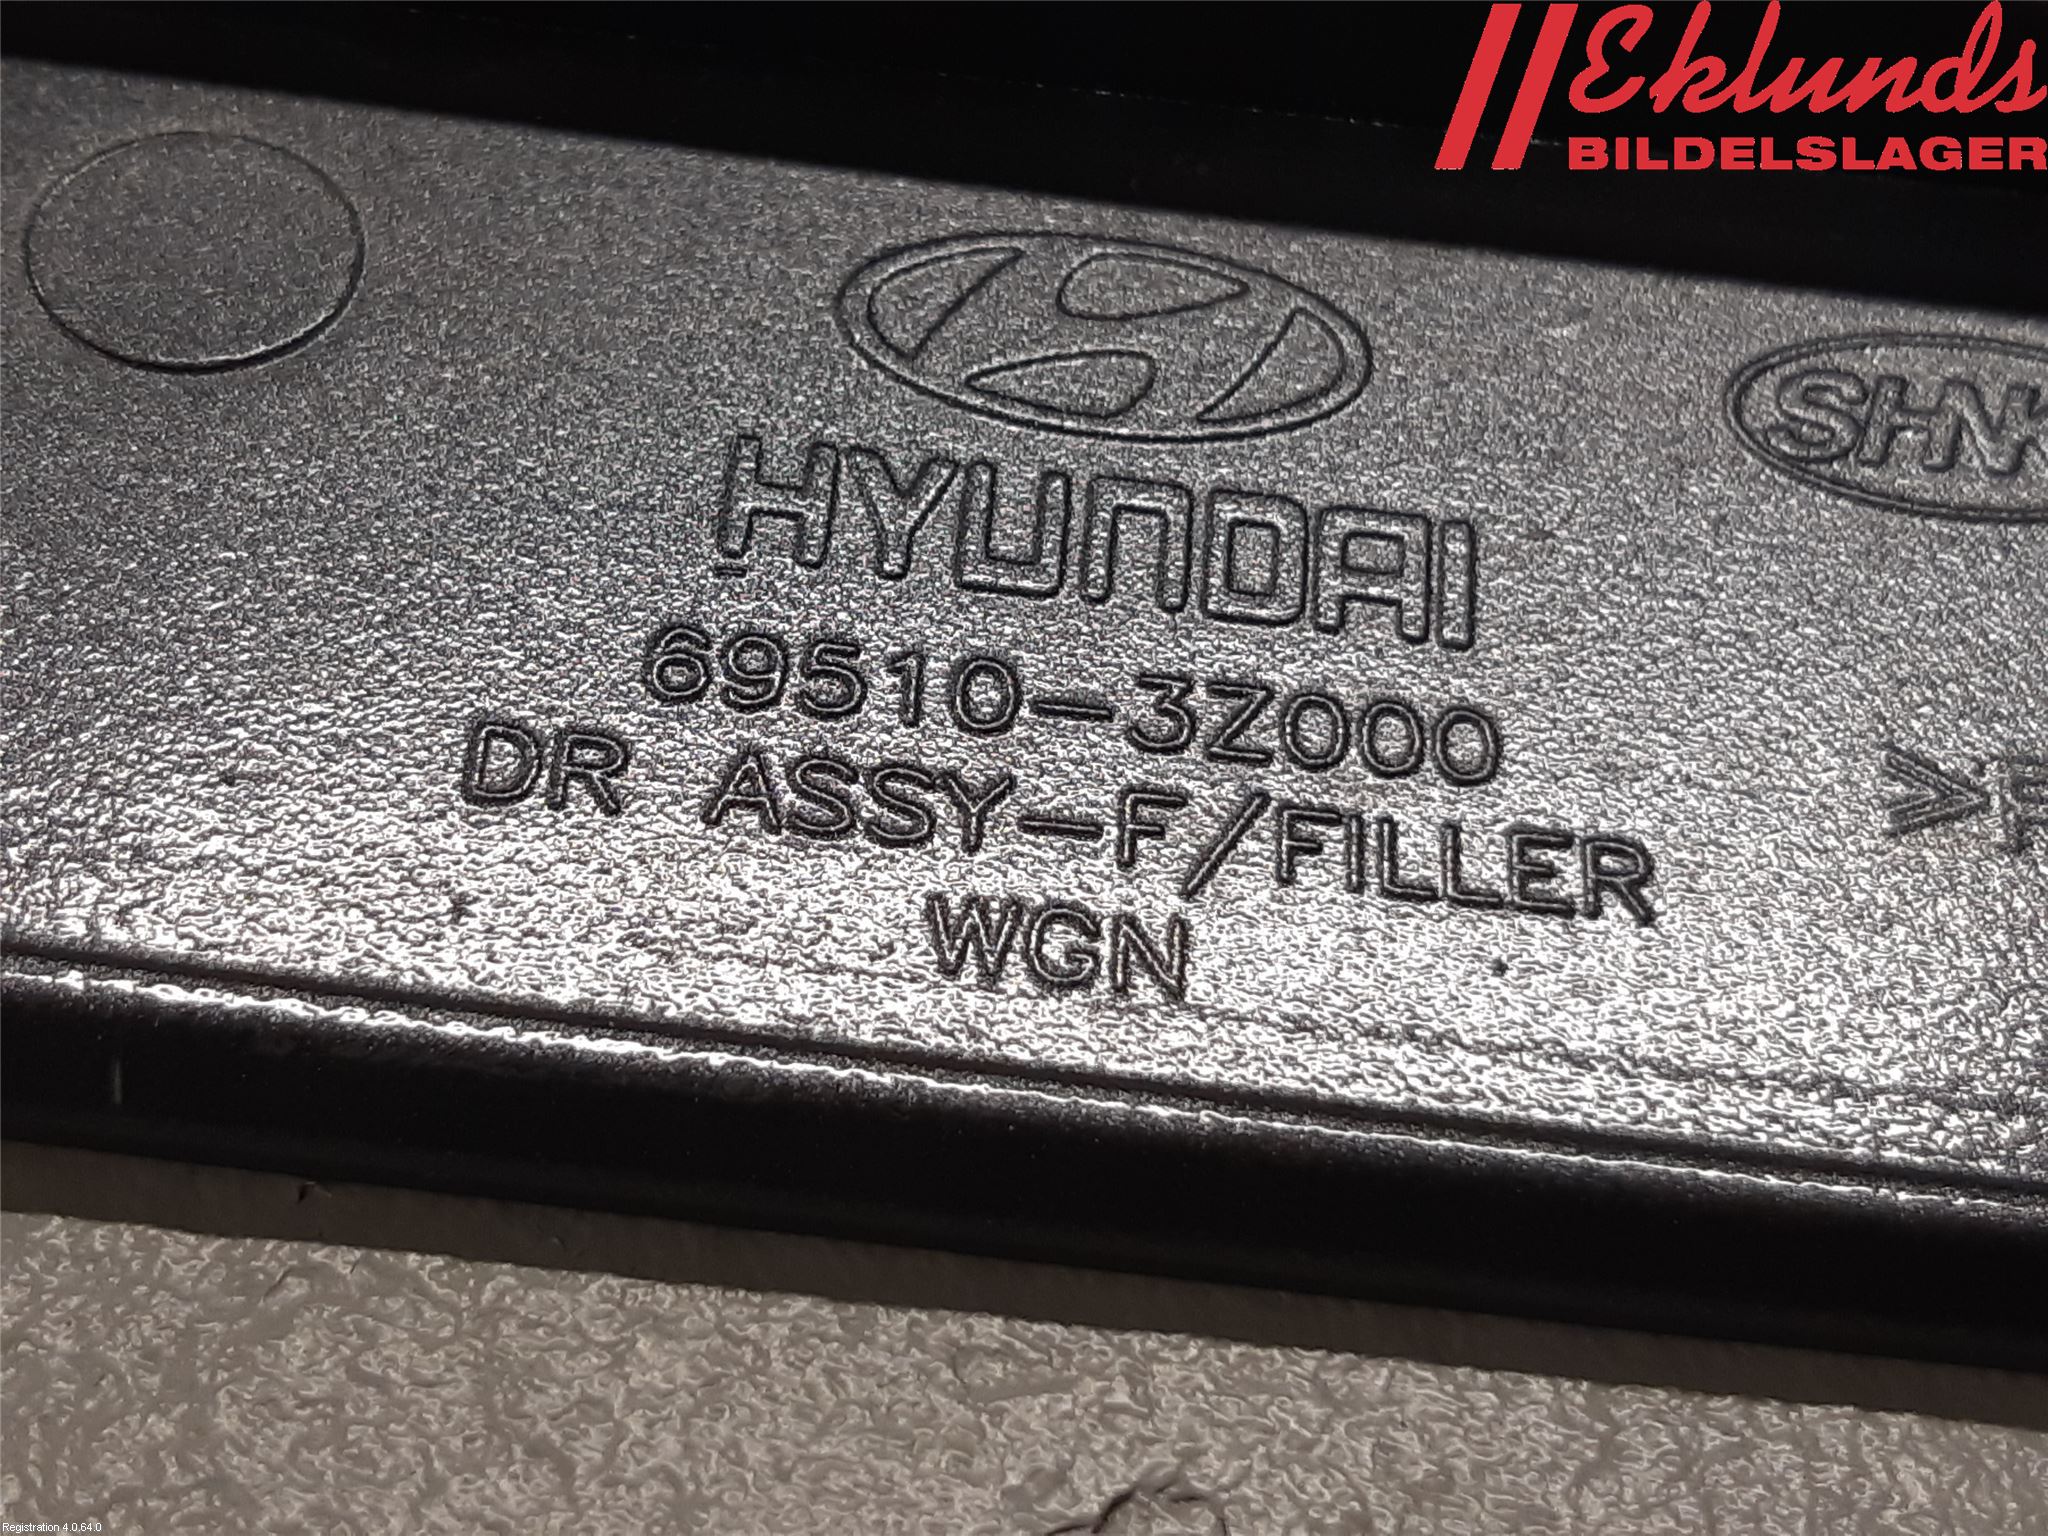 Eklunds
BILDELSLAGER
HYUNDAI
69510-3Z000
DR ASSY-F/FILLER
WGN
Registration 4.0.64.0